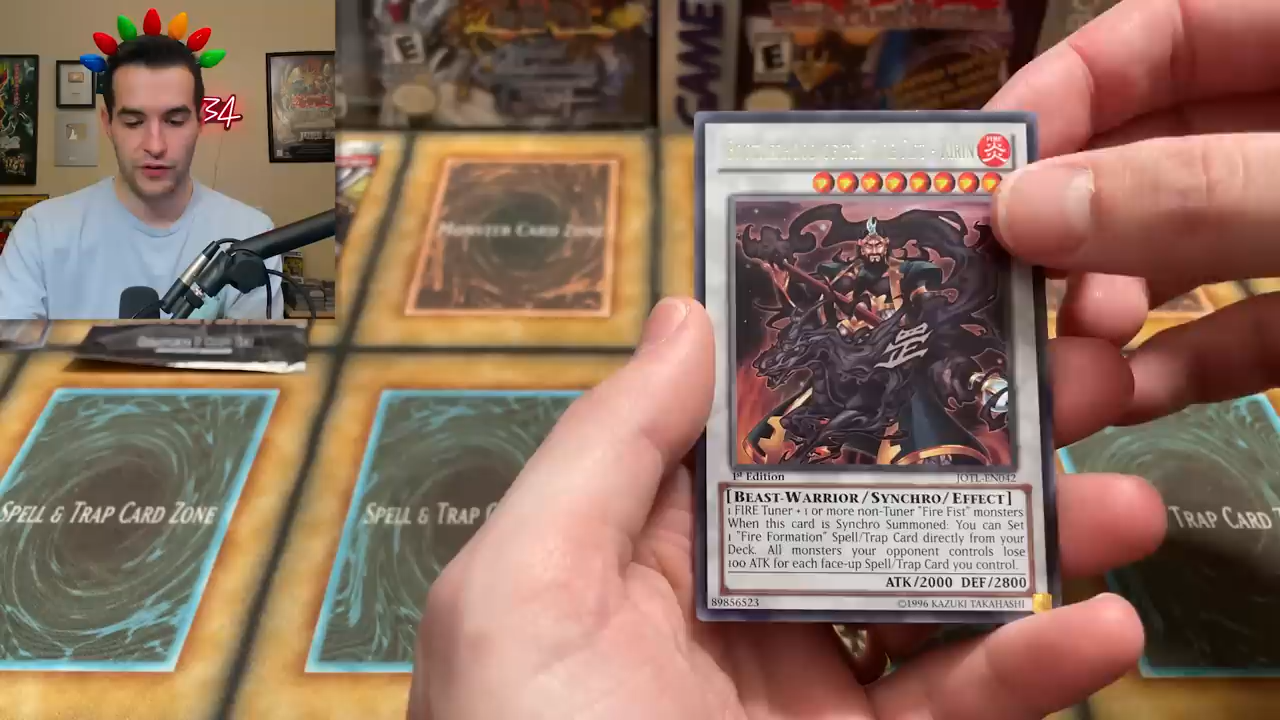 34
E
GAME
E
MONSTER CARD ZONE
SPELL & TRAP CARD ZONE
SPELL & TRAP C
TRAP CARD
FIRE
炎
1st Edition
JOTL-EN042
[BEAST-WARRIOR/SYNCHRO/EFFECT]
1 FIRE Tuner + 1 or more non-Tuner "Fire Fist" monsters
When this card is Synchro Summoned: You can Set
1 "Fire Formation" Spell/Trap Card directly from your
Deck. All monsters your opponent controls lose
100 ATK for each face-up Spell/Trap Card you control.
ATK/2000 DEF/2800
89856523
©1996 KAZUKI TAKAHASHI